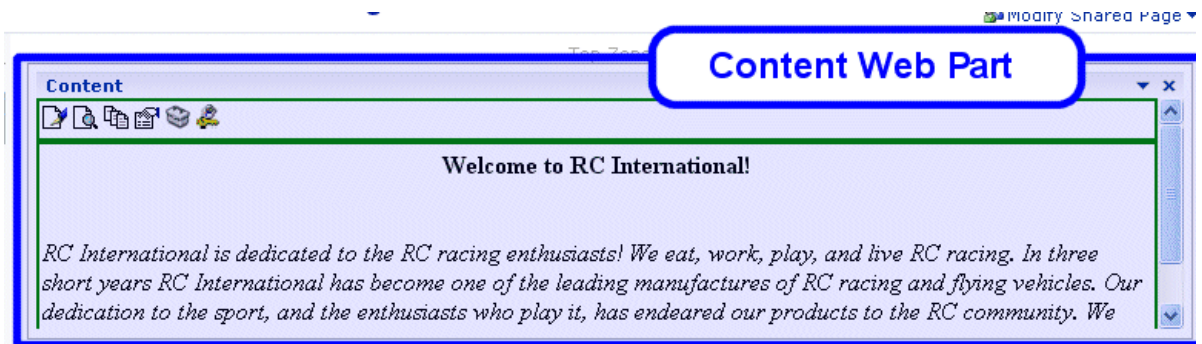 Modify Shared Page
Top Zone
Content Web Part
Content
Welcome to RC International!
RC International is dedicated to the RC racing enthusiasts! We eat, work, play, and live RC racing. In three
short years RC International has become one of the leading manufactures of RC racing and flying vehicles. Our
dedication to the sport, and the enthusiasts who play it, has endeared our products to the RC community. We